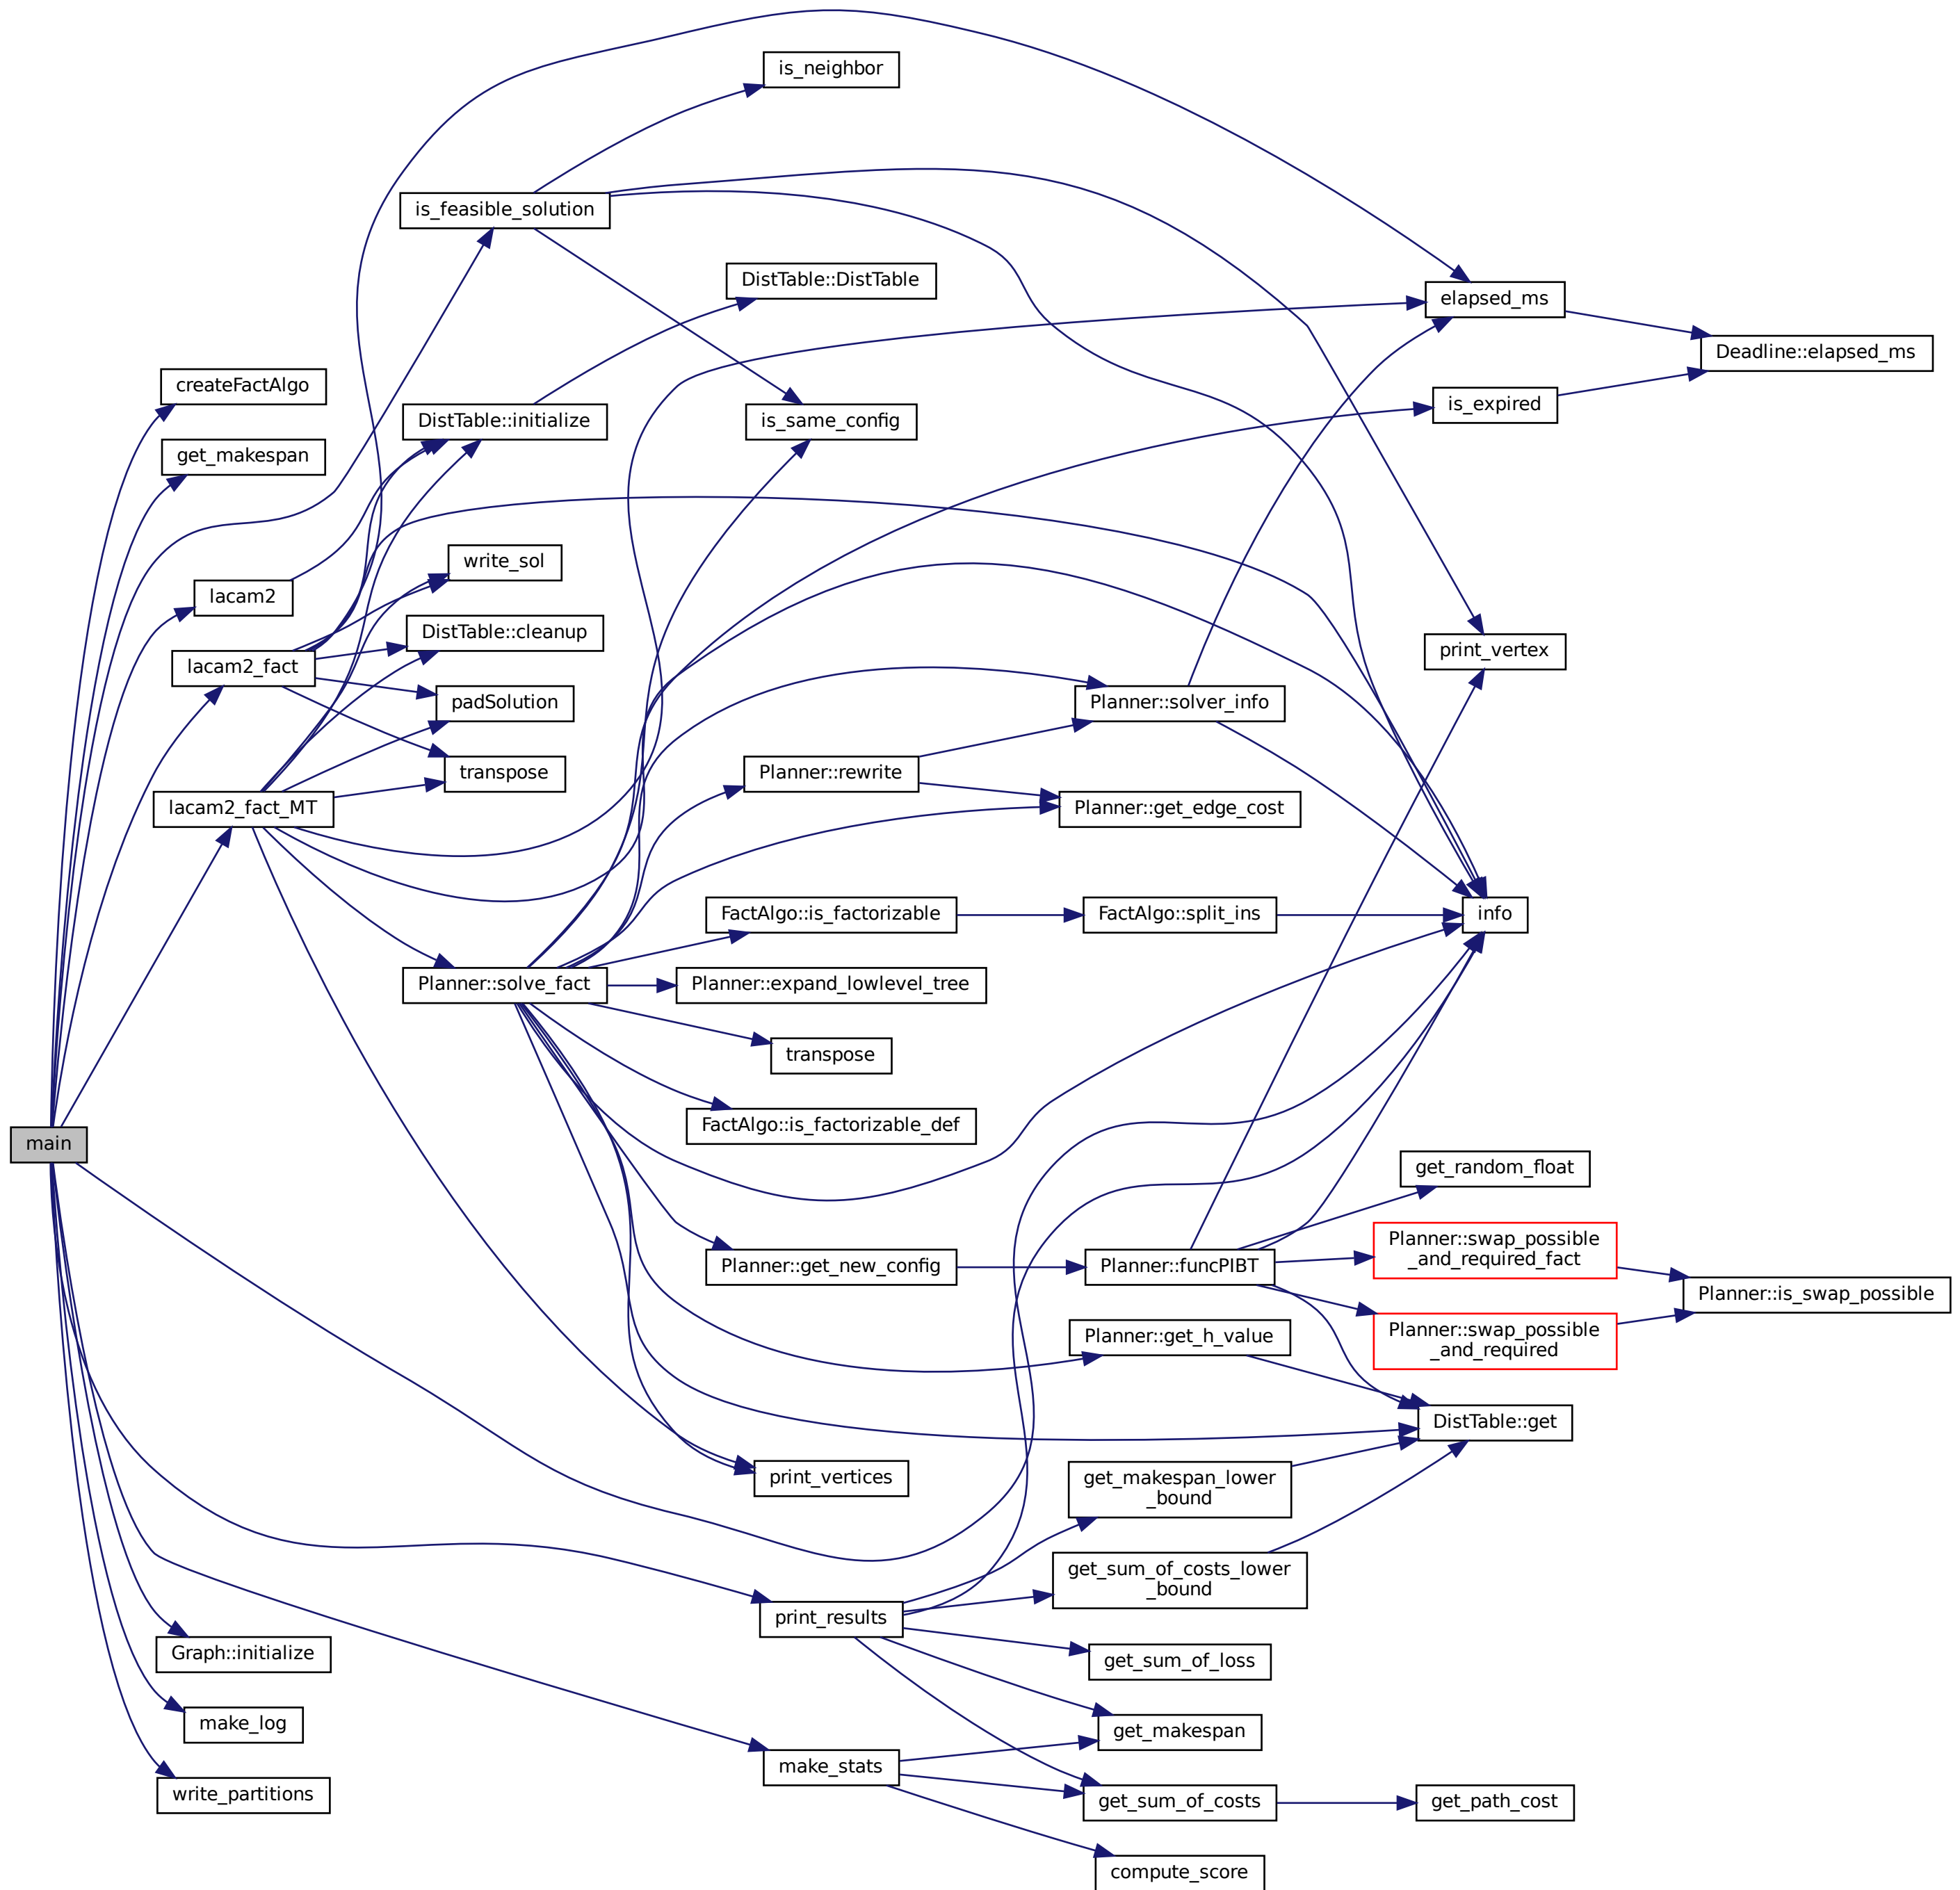 is_neighbor
is_feasible_solution
DistTable::DistTable
elapsed_ms
Deadline::elapsed_ms
createFactAlgo
is_expired
DistTable::initialize
is_same_config
get_makespan
write_sol
lacam2
DistTable::cleanup
print_vertex
lacam2_fact
padSolution
Planner::solver_info
transpose
Planner::rewrite
lacam2_fact_MT
Planner::get_edge_cost
FactAlgo::is_factorizable
FactAlgo::split_ins
info
Planner::solve_fact
Planner::expand_lowlevel_tree
transpose
FactAlgo::is_factorizable_def
main
get_random_float
Planner::swap_possible
_and_required_fact
Planner::get_new_config
Planner::funcPIBT
Planner::is_swap_possible
Planner::get_h_value
Planner::swap_possible
_and_required
DistTable::get
print_vertices
get_makespan_lower
_bound
get_sum_of_costs_lower
_bound
print_results
Graph::initialize
get_sum_of_loss
make_log
get_makespan
make_stats
write_partitions
get_sum_of_costs
get_path_cost
compute_score